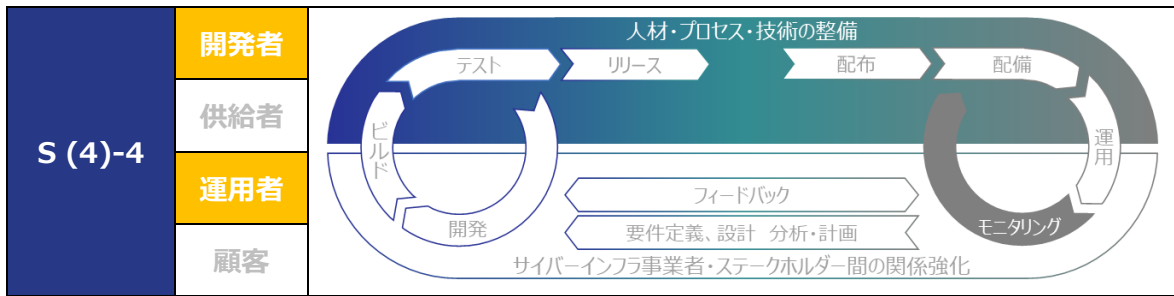 S (4)-4
開発者
供給者
運用者
顧客
人材・プロセス・技術の整備
テスト
リリース
配布
配備
ビルド
運用
開発
フィードバック
要件定義、設計 分析・計画
モニタリング
サイバーインフラ事業者・ステークホルダー間の関係強化